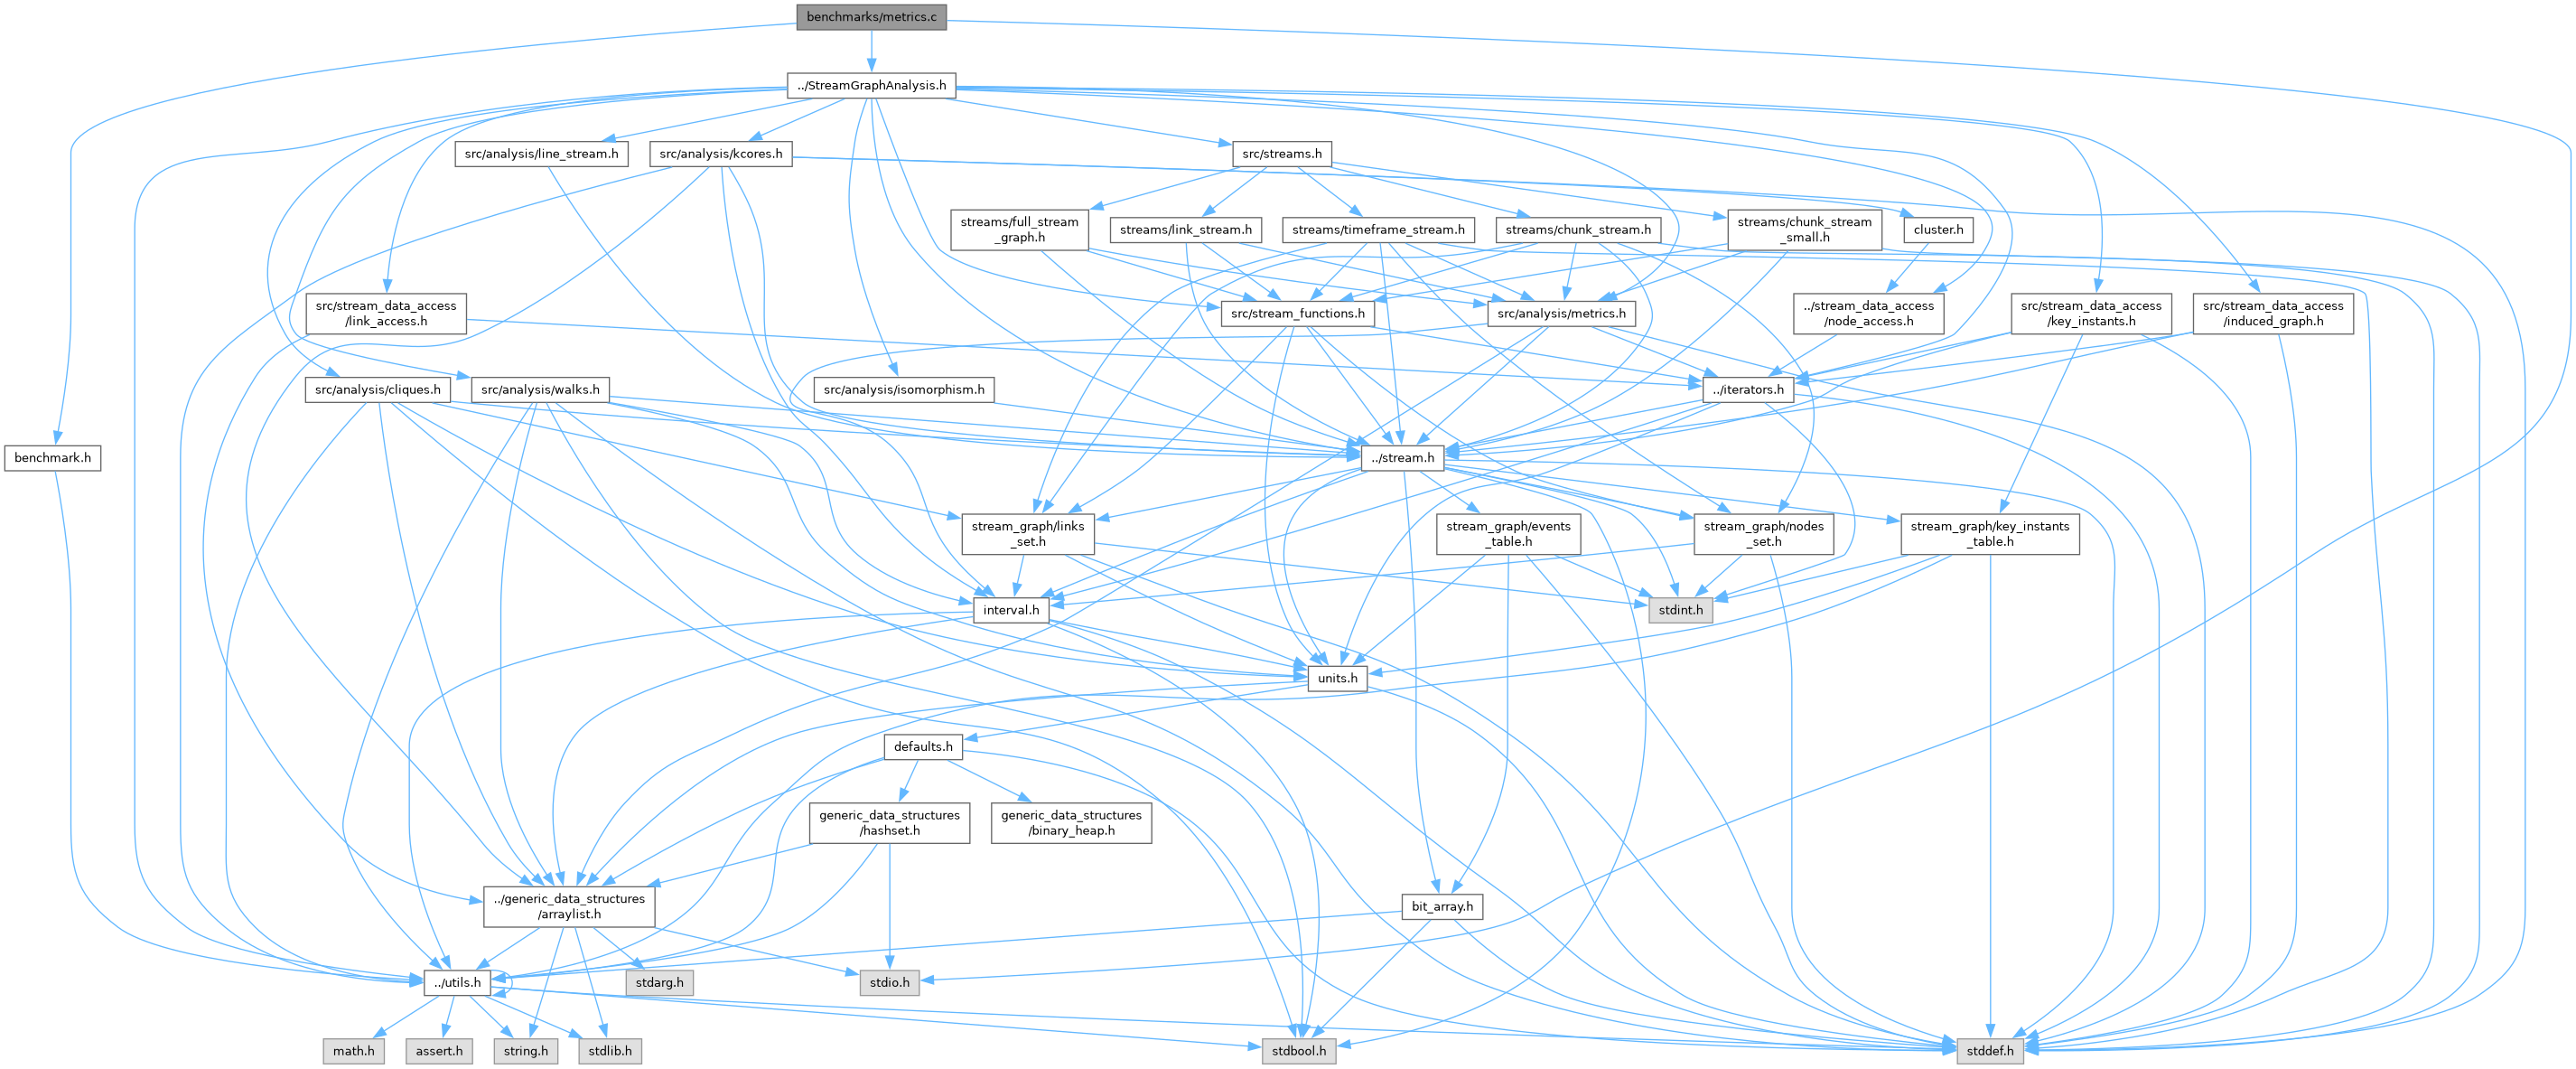 benchmarks/metrics.c
../StreamGraphAnalysis.h
src/analysis/line_stream.h
src/analysis/kcores.h
src/streams.h
streams/full_stream
_graph.h
streams/link_stream.h
streams/timeframe_stream.h
streams/chunk_stream.h
streams/chunk_stream
_small.h
cluster.h
src/stream_data_access
/link_access.h
src/stream_functions.h
src/analysis/metrics.h
../stream_data_access
/node_access.h
src/stream_data_access
/key_instants.h
src/stream_data_access
/induced_graph.h
src/analysis/cliques.h
src/analysis/walks.h
src/analysis/isomorphism.h
../iterators.h
benchmark.h
../stream.h
stream_graph/links
_set.h
stream_graph/events
_table.h
stream_graph/nodes
_set.h
stream_graph/key_instants
_table.h
interval.h
stdint.h
units.h
defaults.h
generic_data_structures
/hashset.h
generic_data_structures
/binary_heap.h
../generic_data_structures
/arraylist.h
bit_array.h
../utils.h
stdarg.h
stdio.h
math.h
assert.h
string.h
stdlib.h
stdbool.h
stddef.h